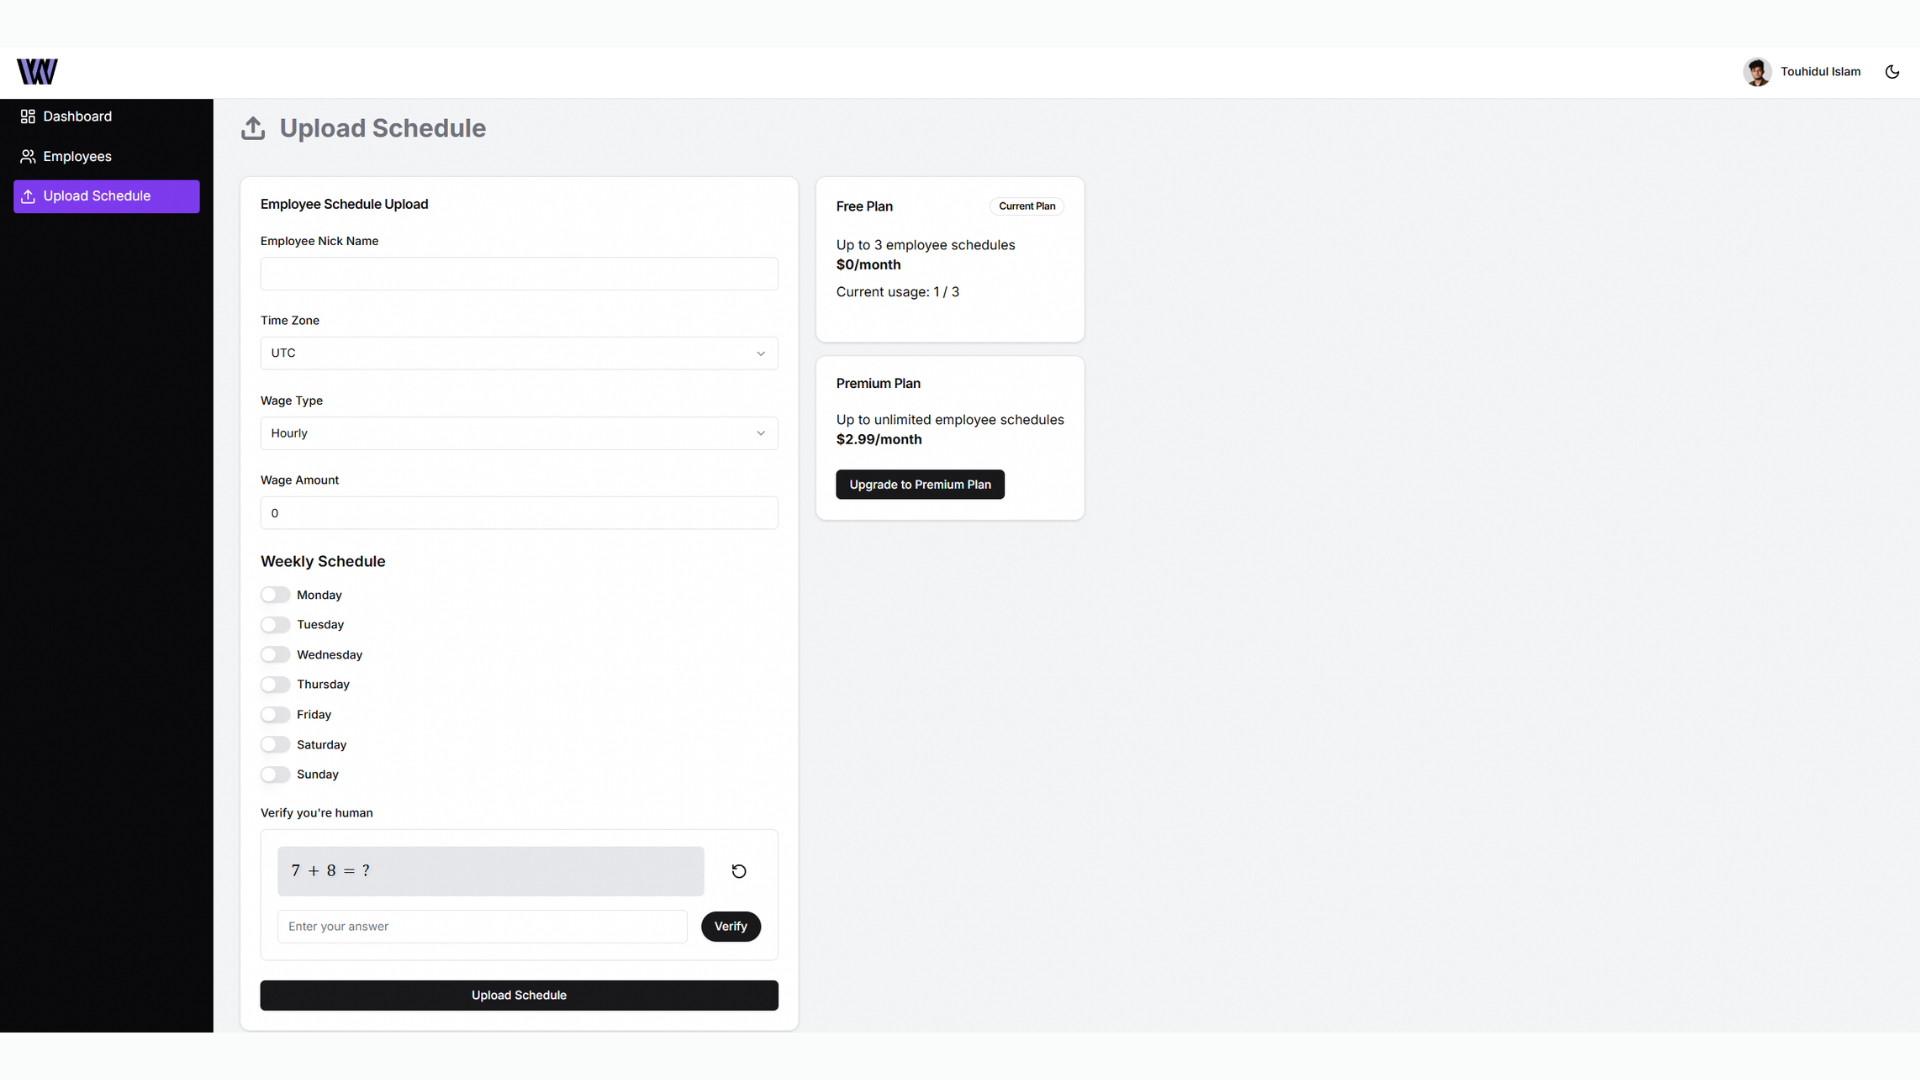 W
Touhidul Islam
Dashboard
Employees
Upload Schedule
Upload Schedule
Employee Schedule Upload
Employee Nick Name
Time Zone
UTC
Wage Type
Hourly
Wage Amount
0
Weekly Schedule
Monday
Tuesday
Wednesday
Thursday
Friday
Saturday
Sunday
Verify you're human
7 + 8 = ?
Enter your answer
Verify
Upload Schedule
Free Plan
Current Plan
Up to 3 employee schedules
$0/month
Current usage: 1 / 3
Premium Plan
Up to unlimited employee schedules
$2.99/month
Upgrade to Premium Plan